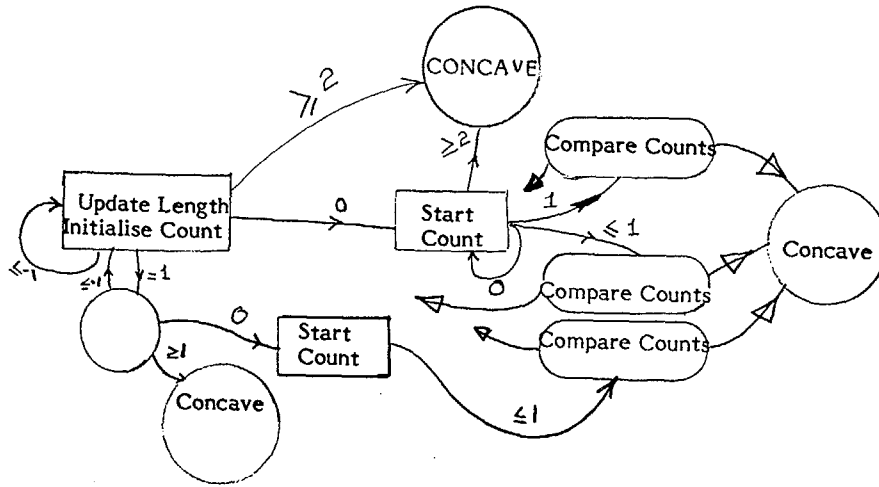 CONCAVE
≥2
≥2
Compare Counts
0
1
Update Length
Initialise Count
Start
Count
≤ 1
Concave
≤-1
≤-1
=1
0
Compare Counts
0
Start
Count
Compare Counts
≥1
Concave
≤1